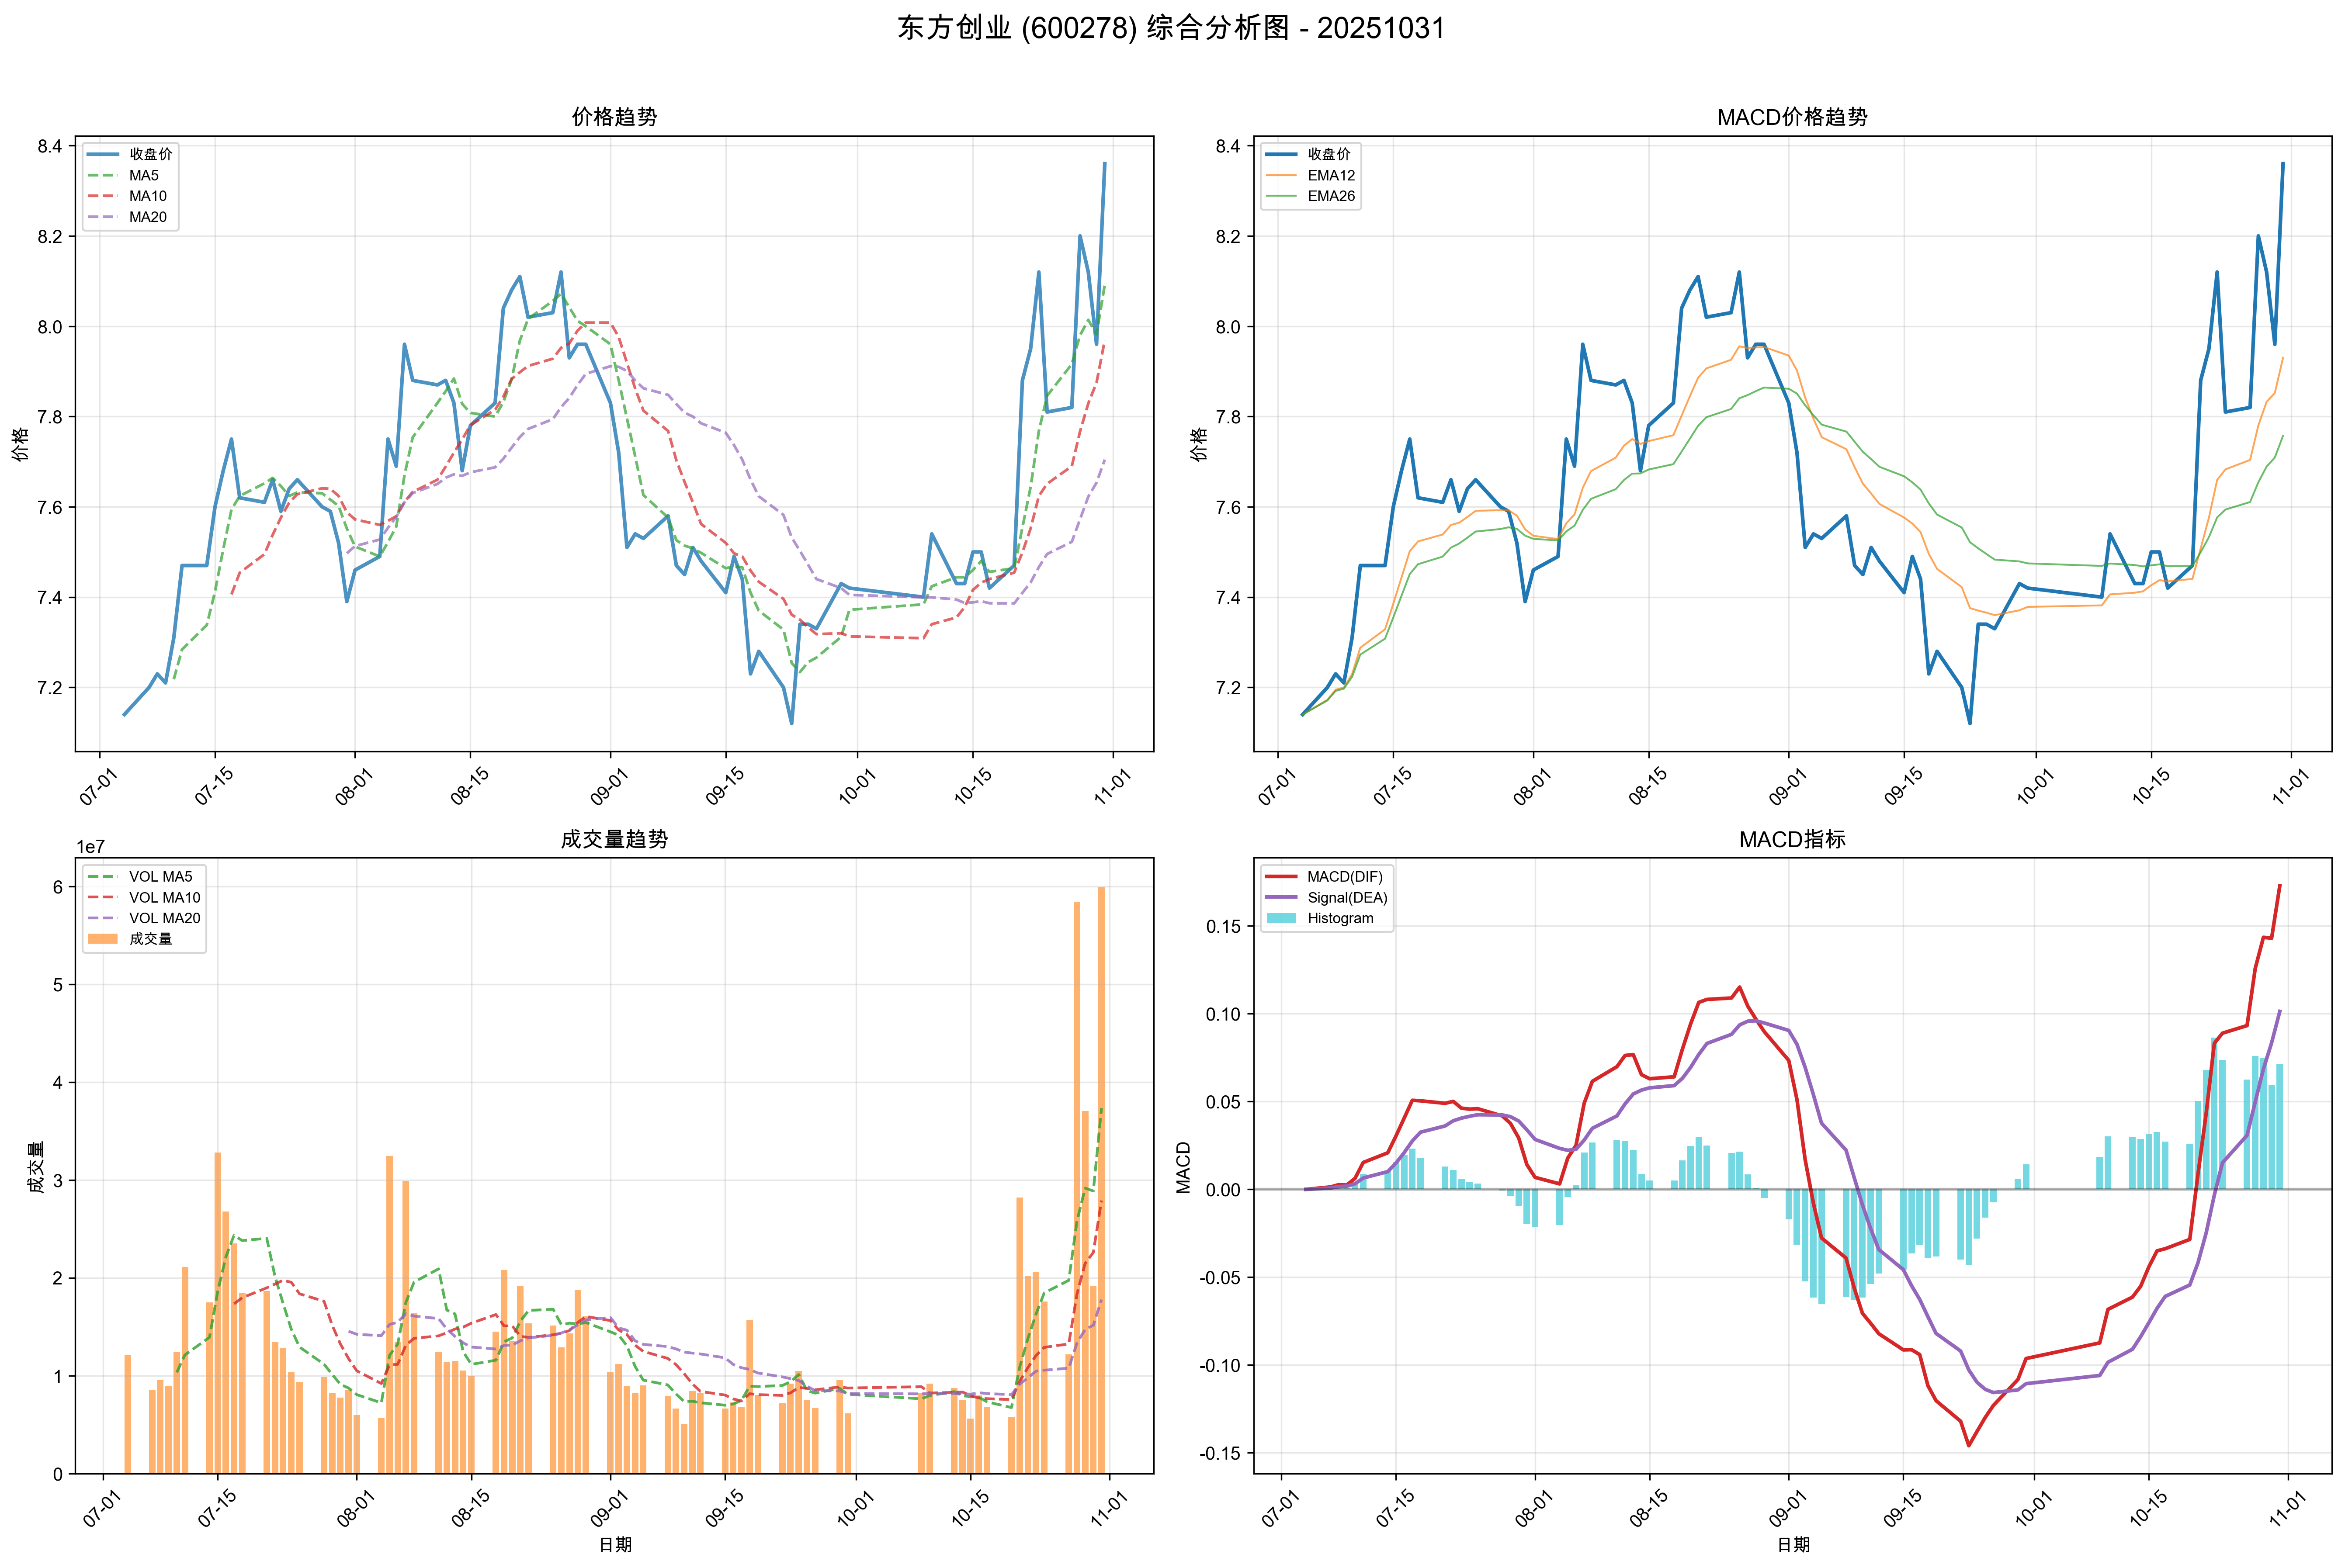 东方创业 (600278) 综合分析图 - 20251031
价格趋势
收盘价
MA5
MA10
MA20
价格
8.4
8.2
8.0
7.8
7.6
7.4
7.2
07-01
07-15
08-01
08-15
09-01
09-15
10-01
10-15
11-01
MACD价格趋势
收盘价
EMA12
EMA26
价格
8.4
8.2
8.0
7.8
7.6
7.4
7.2
07-01
07-15
08-01
08-15
09-01
09-15
10-01
10-15
11-01
成交量趋势
1e7
VOL MA5
VOL MA10
VOL MA20
成交量
成交量
6
5
4
3
2
1
0
07-01
07-15
08-01
08-15
09-01
09-15
10-01
10-15
11-01
日期
MACD指标
MACD(DIF)
Signal(DEA)
Histogram
MACD
0.15
0.10
0.05
0.00
-0.05
-0.10
-0.15
07-01
07-15
08-01
08-15
09-01
09-15
10-01
10-15
11-01
日期